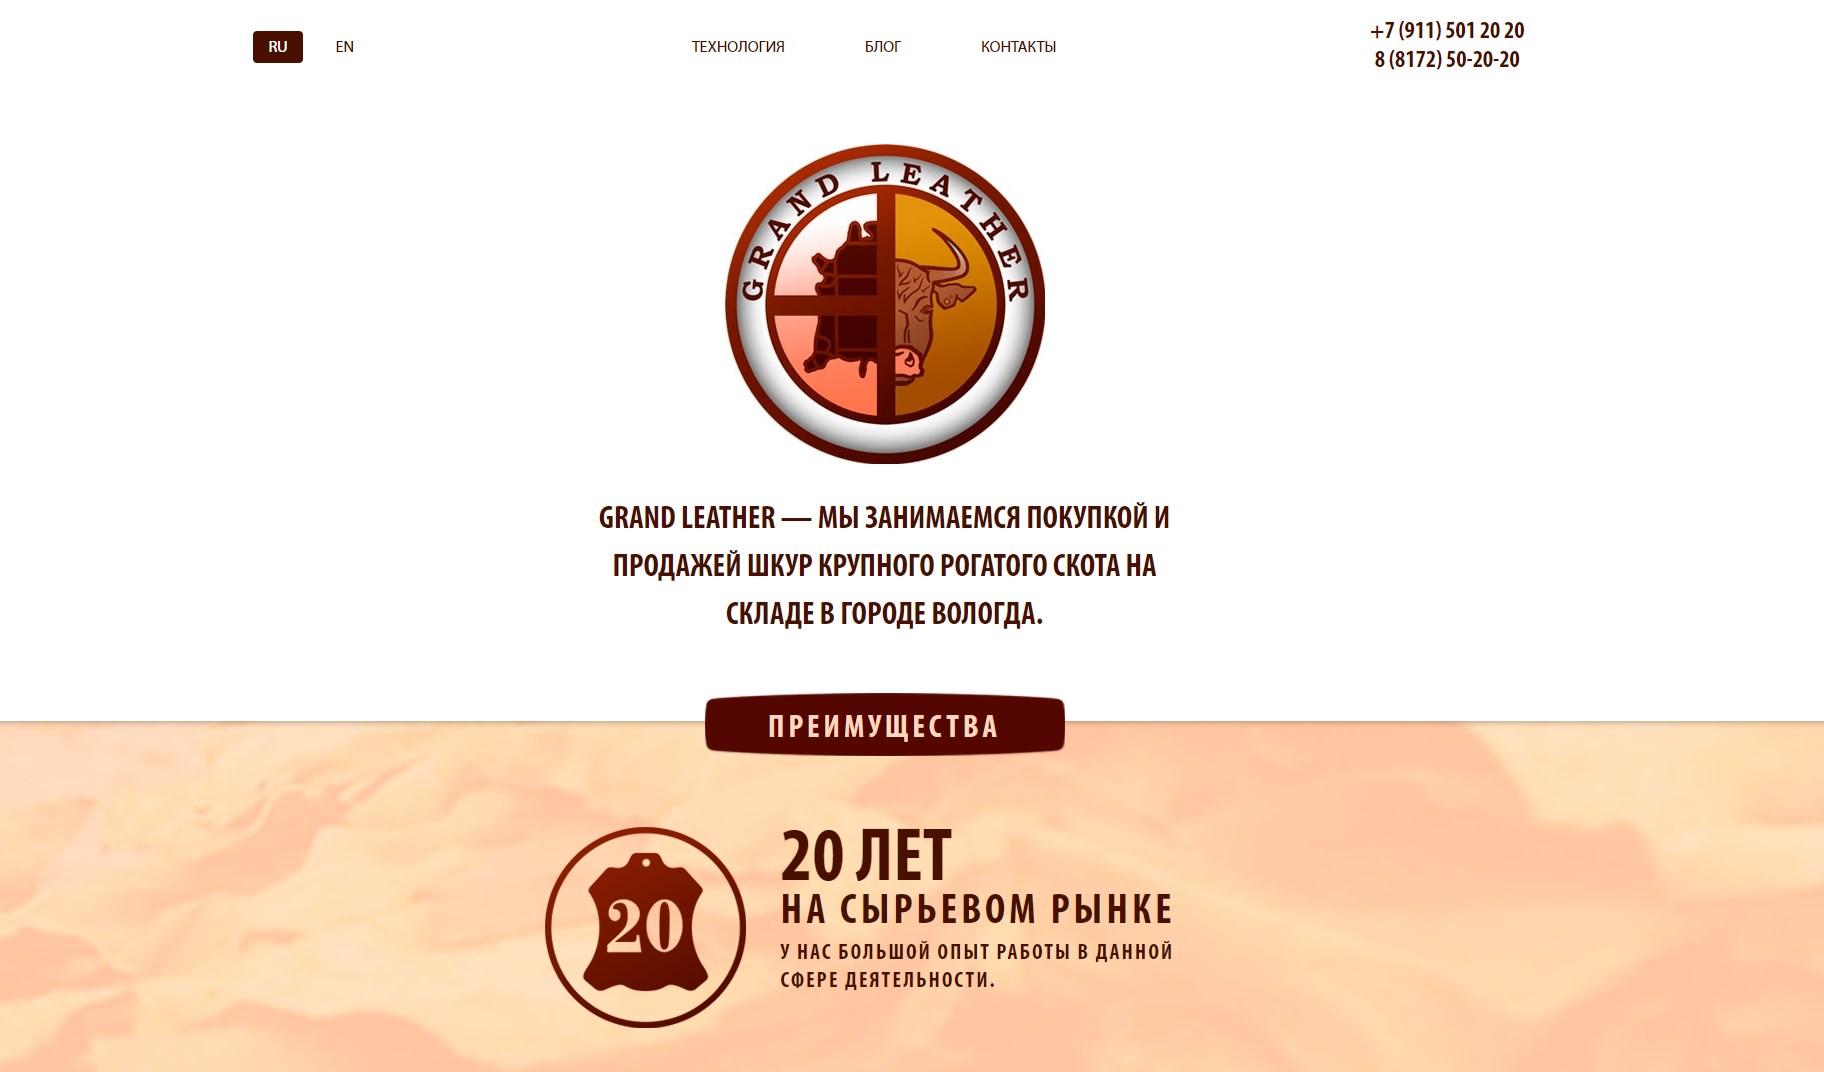 RU
EN
ТЕХНОЛОГИЯ
БЛОГ
КОНТАКТЫ
+7 (911) 501 20 20
8 (8172) 50-20-20
GRAND LEATHER
GRAND LEATHER — МЫ ЗАНИМАЕМСЯ ПОКУПКОЙ И
ПРОДАЖЕЙ ШКУР КРУПНОГО РОГАТОГО СКОТА НА
СКЛАДЕ В ГОРОДЕ ВОЛОГДА.
ПРЕИМУЩЕСТВА
20
20 ЛЕТ
НА СЫРЬЕВОМ РЫНКЕ
У НАС БОЛЬШОЙ ОПЫТ РАБОТЫ В ДАННОЙ
СФЕРЕ ДЕЯТЕЛЬНОСТИ.